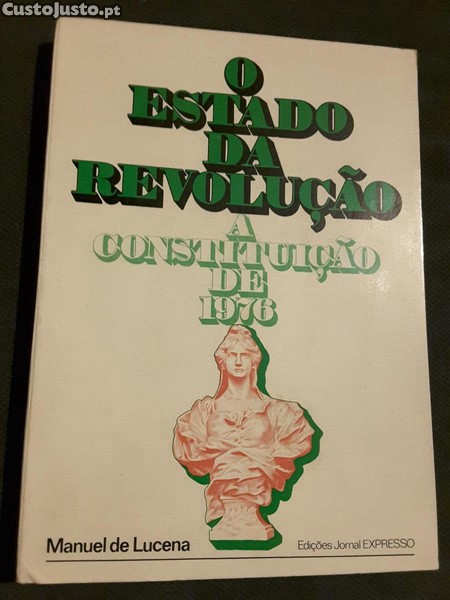 CustoJusto.pt
O
ESTADO
DA
REVOLUÇÃO
A
CONSTITUIÇÃO
DE
1976
Manuel de Lucena
Edições Jornal EXPRESSO